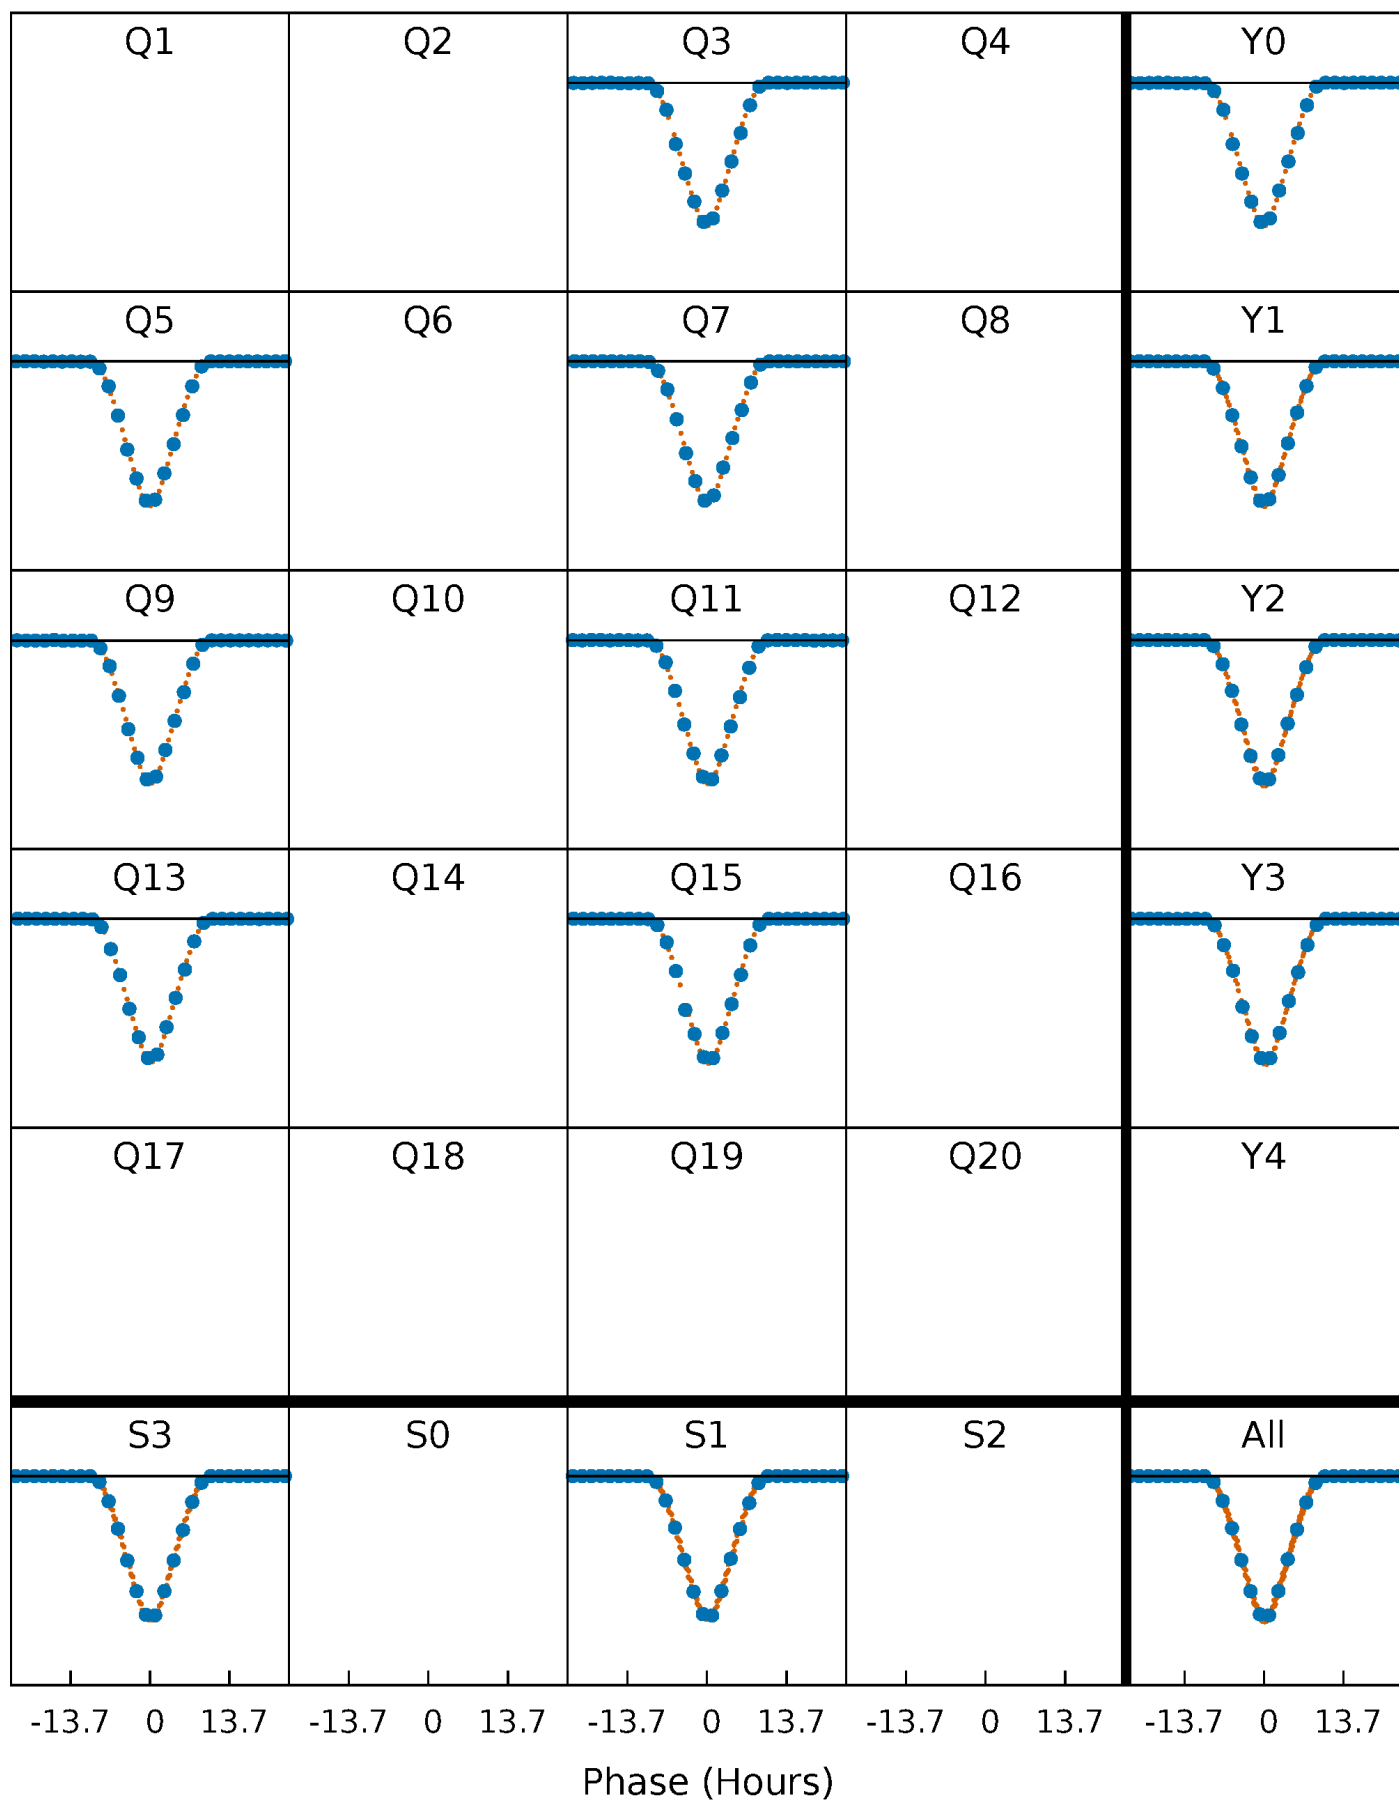 Q1 Q2 Q3 Q4 Y0
Q5 Q6 Q7 Q8 Y1
Q9 Q10 Q11 Q12 Y2
Q13 Q14 Q15 Q16 Y3
Q17 Q18 Q19 Q20 Y4
S3 S0 S1 S2 All
-13.7 0 13.7 -13.7 0 13.7 -13.7 0 13.7 -13.7 0 13.7 -13.7 0 13.7
Phase (Hours)